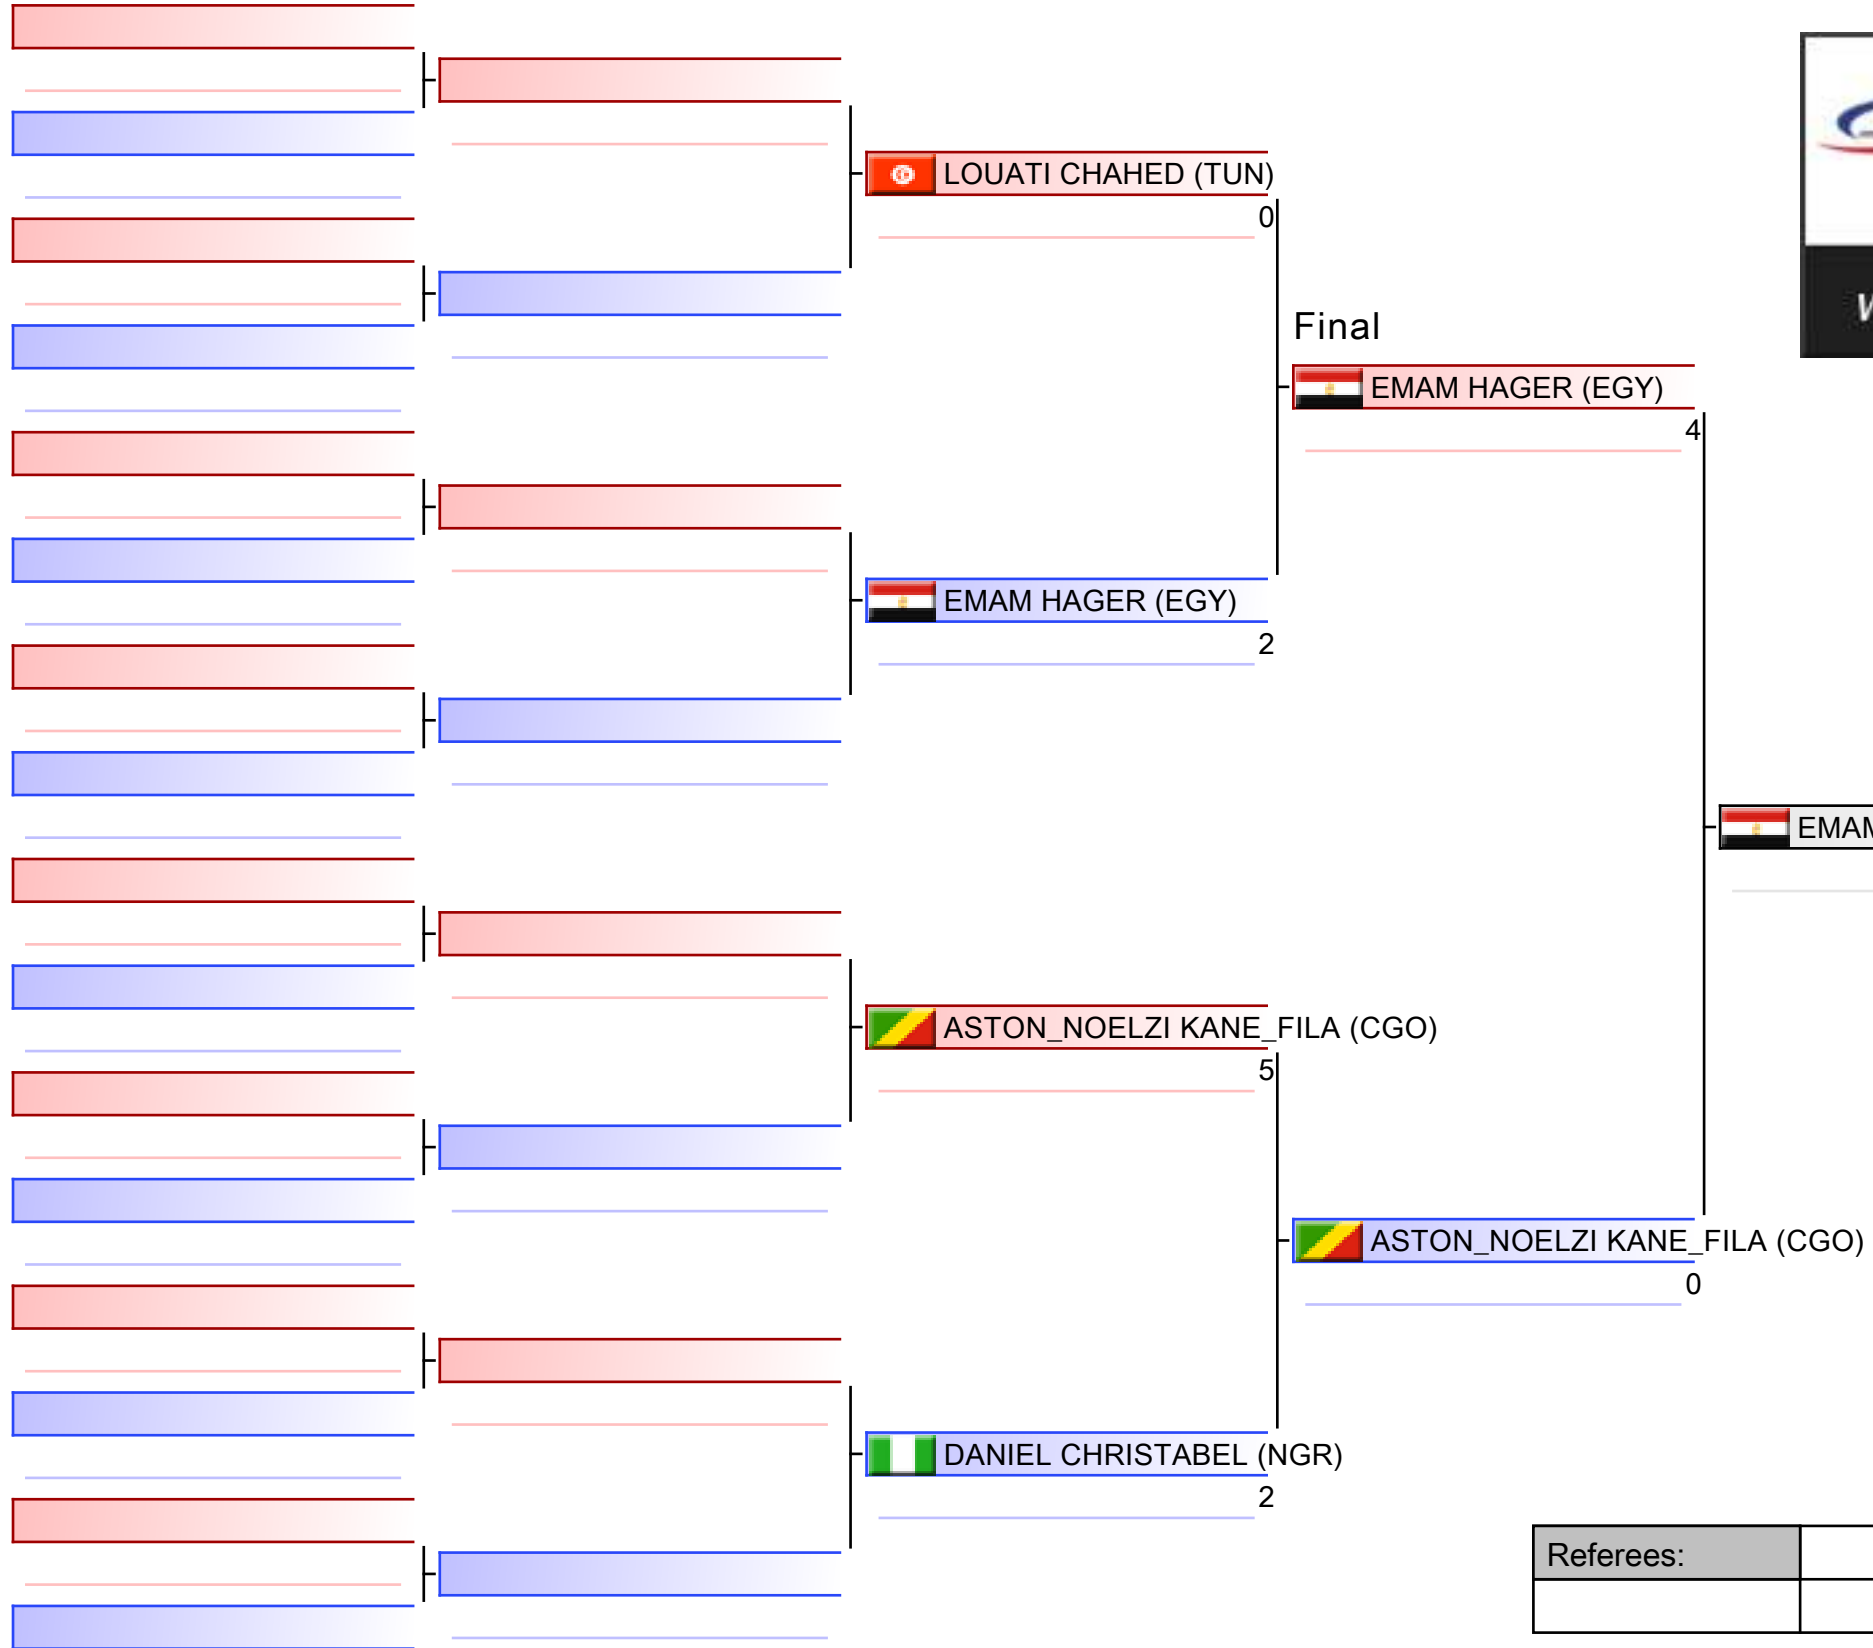 LOUATI CHAHED (TUN)
0
Final
EMAM HAGER (EGY)
4
EMAM HAGER (EGY)
2
ASTON_NOELZI KANE_FILA (CGO)
5
ASTON_NOELZI KANE_FILA (CGO)
0
DANIEL CHRISTABEL (NGR)
2
Referees: